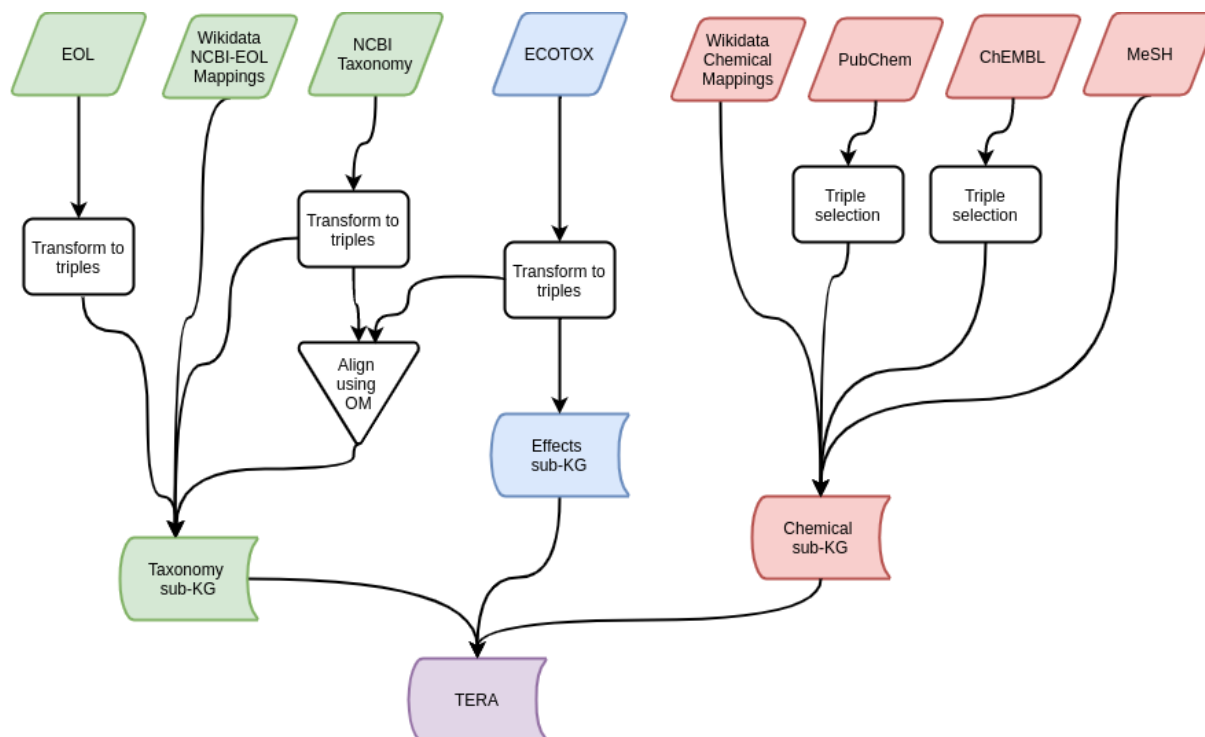 EOL
Wikidata
NCBI-EOL
Mappings
NCBI
Taxonomy
ECOTOX
Wikidata
Chemical
Mappings
PubChem
ChEMBL
MeSH
Transform to
triples
Transform to
triples
Transform to
triples
Triple
selection
Triple
selection
Align
using
OM
Effects
sub-KG
Taxonomy
sub-KG
Chemical
sub-KG
TERA